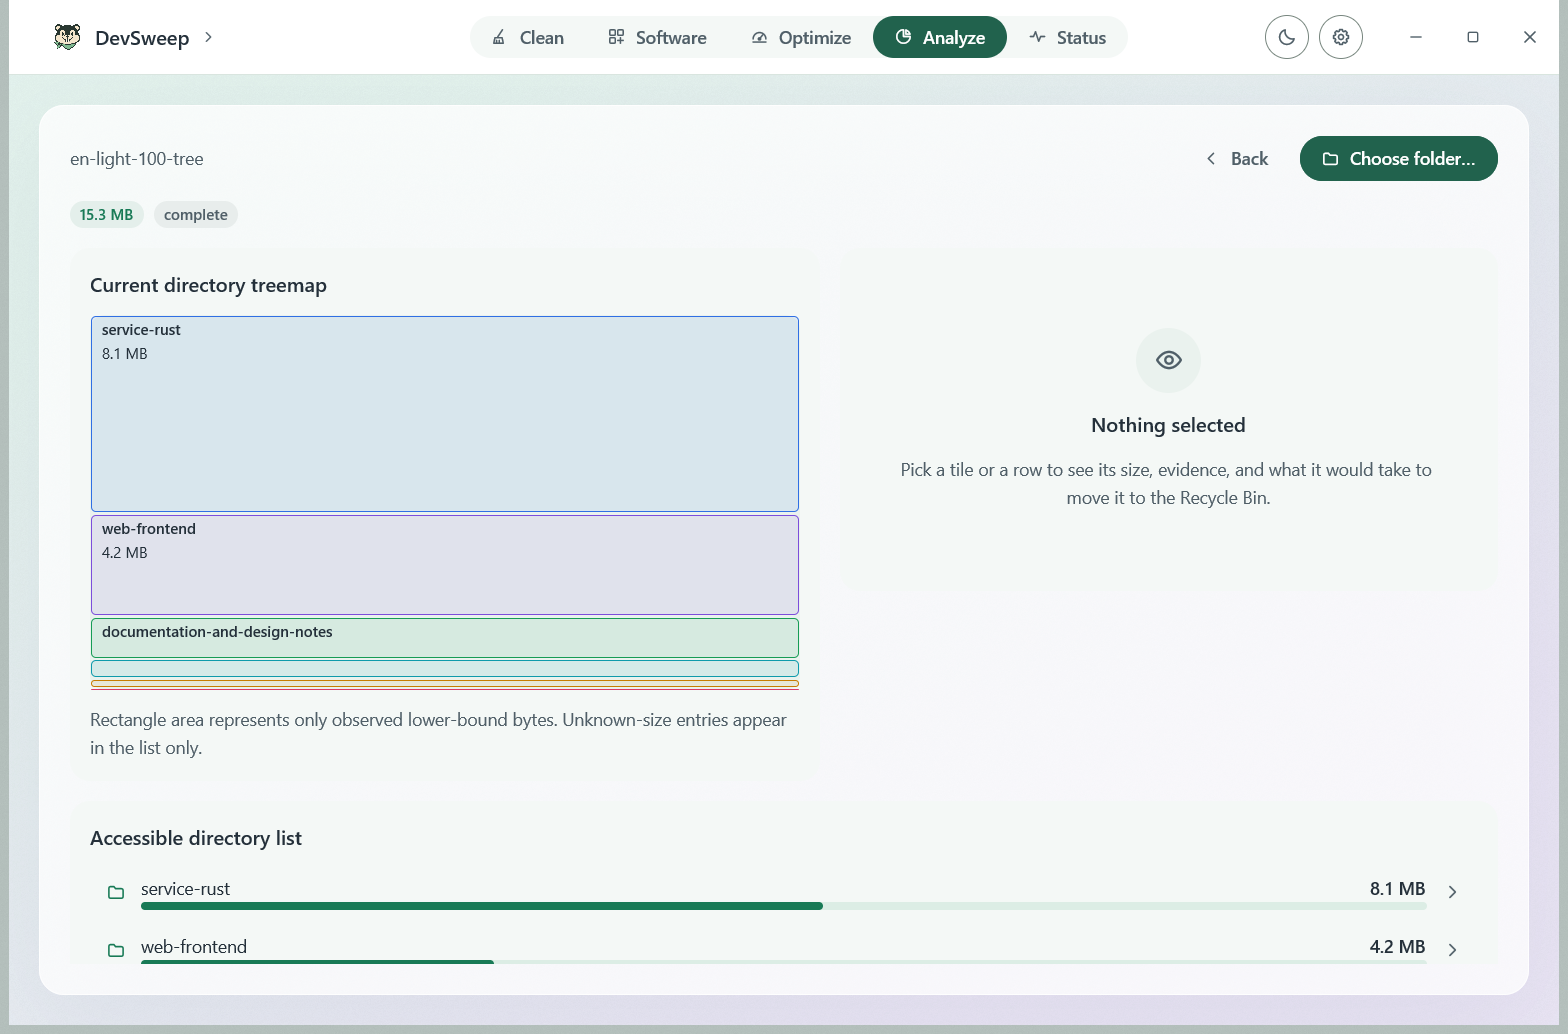 DevSweep
Clean
Software
Optimize
Analyze
Status
en-light-100-tree
Back
Choose folder...
15.3 MB
complete
Current directory treemap
service-rust
8.1 MB
web-frontend
4.2 MB
documentation-and-design-notes
Rectangle area represents only observed lower-bound bytes. Unknown-size entries appear
in the list only.
Nothing selected
Pick a tile or a row to see its size, evidence, and what it would take to
move it to the Recycle Bin.
Accessible directory list
service-rust
8.1 MB
web-frontend
4.2 MB